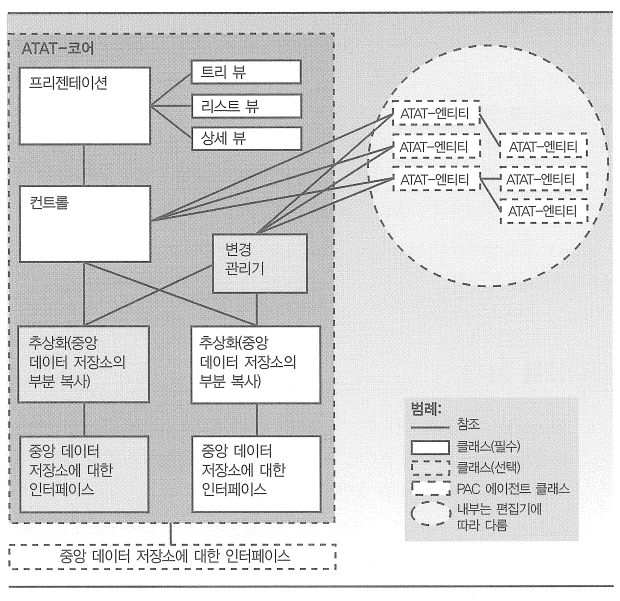 ATAT-코어
프리젠테이션
트리 뷰
리스트 뷰
상세 뷰
컨트롤
변경
관리기
추상화(중앙
데이터 저장소의
부분 복사)
추상화(중앙
데이터 저장소의
부분 복사)
중앙 데이터
저장소에 대한
인터페이스
중앙 데이터
저장소에 대한
인터페이스
중앙 데이터 저장소에 대한 인터페이스
ATAT-엔티티
ATAT-엔티티
ATAT-엔티티
ATAT-엔티티
ATAT-엔티티
ATAT-엔티티
범례:
참조
클래스(필수)
클래스(선택)
PAC 에이전트 클래스
내부는 편집기에
따라 다름